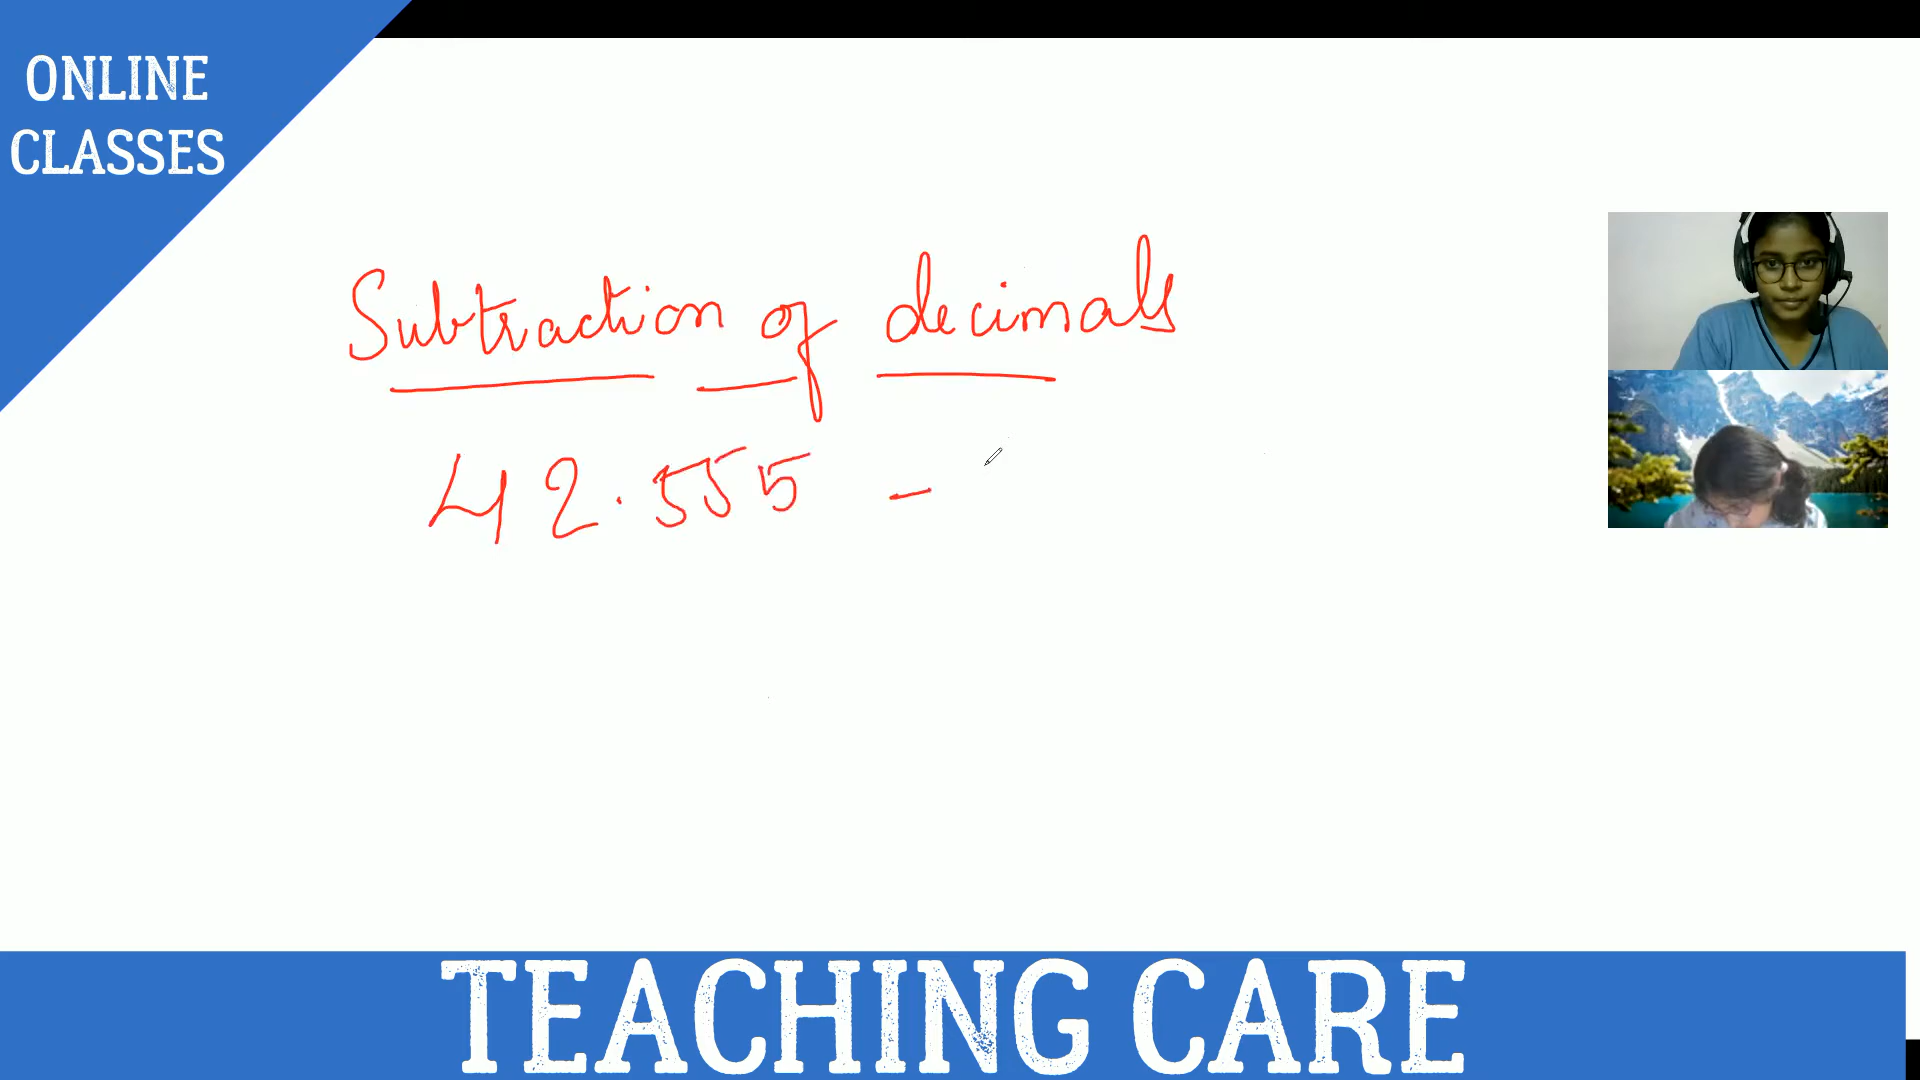 ONLINE
CLASSES
Subtraction of decimals
42.555 -
TEACHING CARE